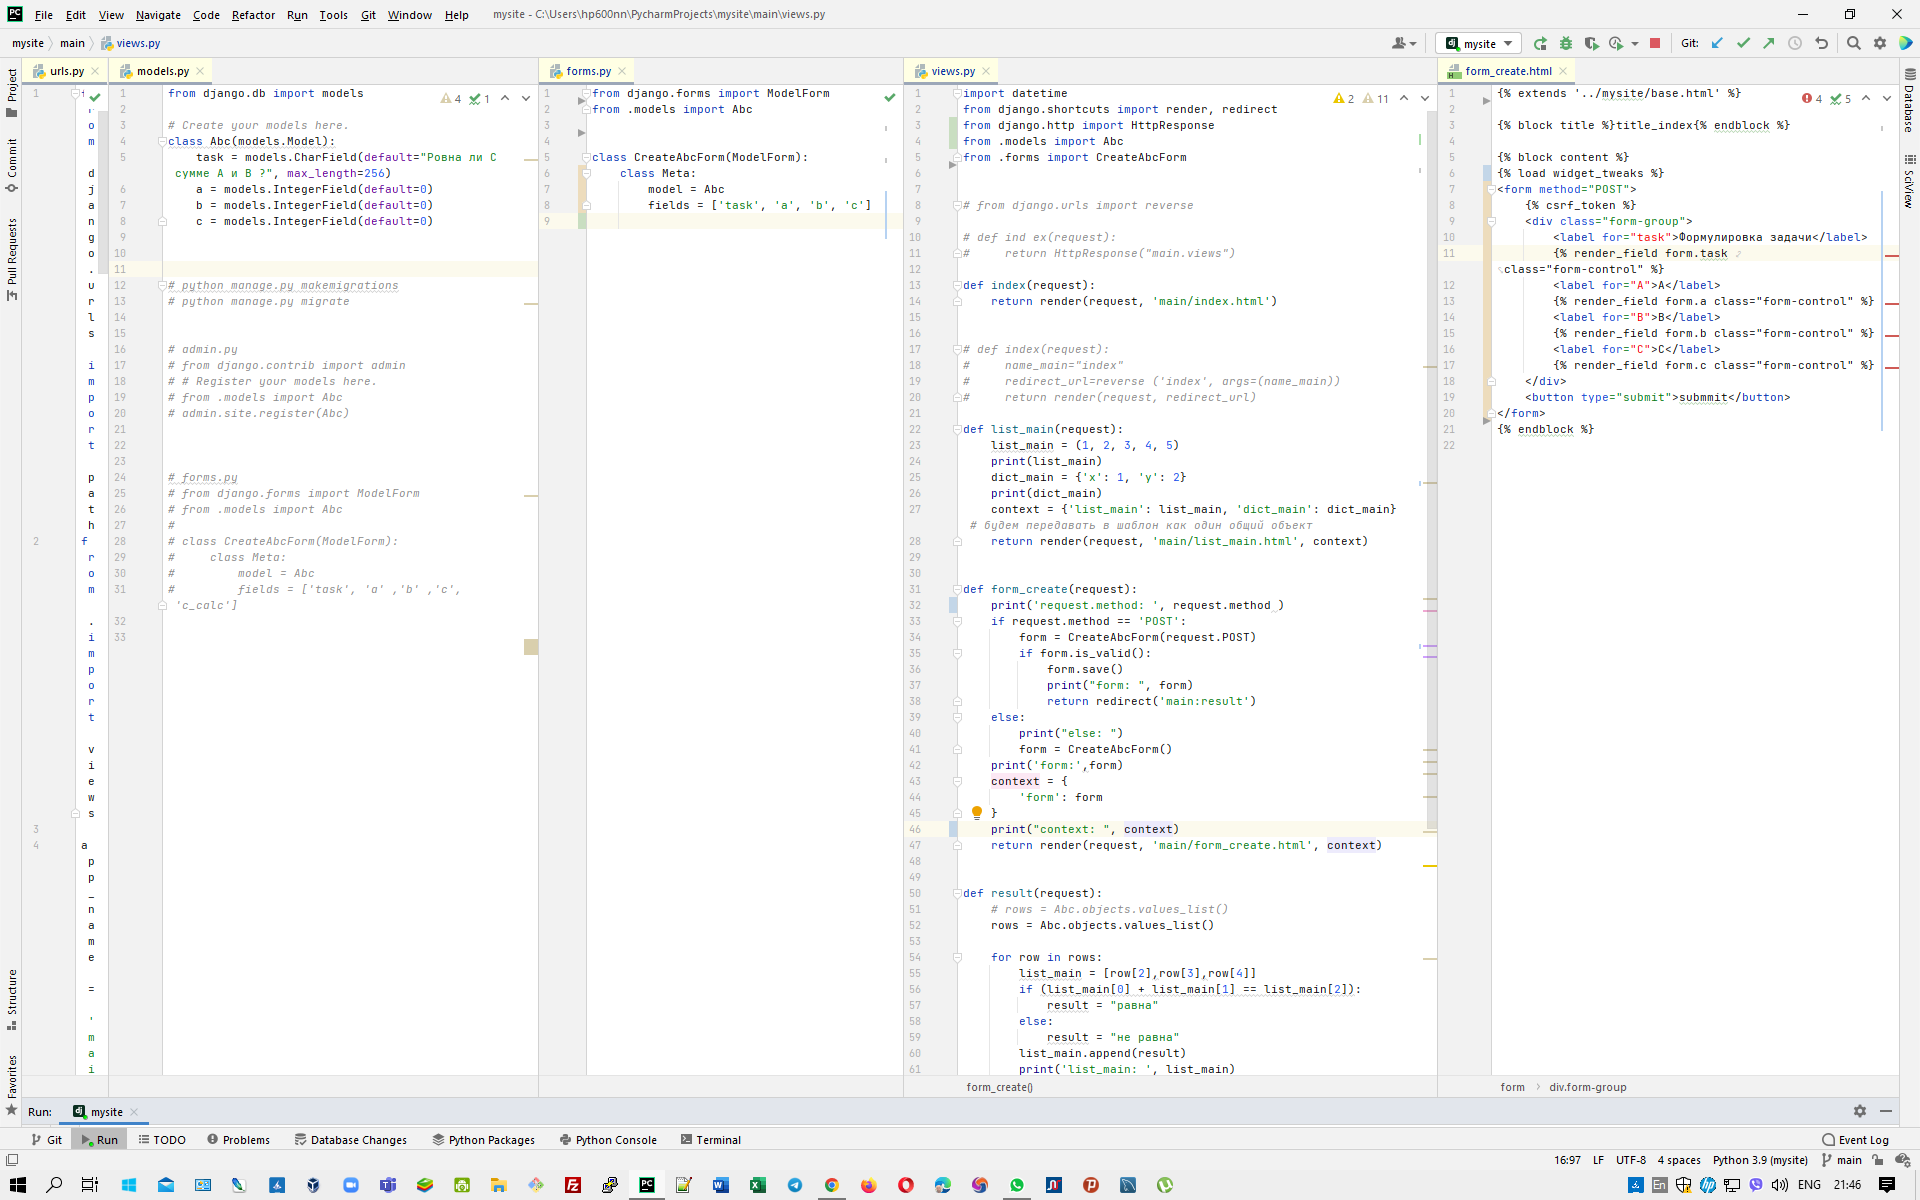 File Edit View Navigate Code Refactor Run Tools Git Window Help mysite - C:\Users\hp600nn\PycharmProjects\mysite\main\views.py
mysite main views.py
mysite Git:
Project
Commit
Pull Requests
Structure
Favorites
urls.py
1
f
r
o
m
d
j
a
n
g
o
.
u
r
l
s
i
m
p
o
r
t
p
a
t
h
2 f
r
o
m
.
i
m
p
o
r
t
v
i
e
w
s
3
4 a
p
p
_
n
a
m
e
=
'
m
a
i
models.py
4 1
1 from django.db import models
2
3 # Create your models here.
4 class Abc(models.Model):
5 task = models.CharField(default="Ровна ли С
сумме А и В ?", max_length=256)
6 a = models.IntegerField(default=0)
7 b = models.IntegerField(default=0)
8 c = models.IntegerField(default=0)
9
10
11
12 # python manage.py makemigrations
13 # python manage.py migrate
14
15
16 # admin.py
17 # from django.contrib import admin
18 # # Register your models here.
19 # from .models import Abc
20 # admin.site.register(Abc)
21
22
23
24 # forms.py
25 # from django.forms import ModelForm
26 # from .models import Abc
27 #
28 # class CreateAbcForm(ModelForm):
29 # class Meta:
30 # model = Abc
31 # fields = ['task', 'a' ,'b' ,'c',
'c_calc']
32
33
forms.py
1 from django.forms import ModelForm
2 from .models import Abc
3
4
5 class CreateAbcForm(ModelForm):
6 class Meta:
7 model = Abc
8 fields = ['task', 'a', 'b', 'c']
9
views.py
2 11
1 import datetime
2 from django.shortcuts import render, redirect
3 from django.http import HttpResponse
4 from .models import Abc
5 from .forms import CreateAbcForm
6
7
8 # from django.urls import reverse
9
10 # def ind ex(request):
11 # return HttpResponse("main.views")
12
13 def index(request):
14 return render(request, 'main/index.html')
15
16
17 # def index(request):
18 # name_main="index"
19 # redirect_url=reverse ('index', args=(name_main))
20 # return render(request, redirect_url)
21
22 def list_main(request):
23 list_main = (1, 2, 3, 4, 5)
24 print(list_main)
25 dict_main = {'x': 1, 'y': 2}
26 print(dict_main)
27 context = {'list_main': list_main, 'dict_main': dict_main}
# будем передавать в шаблон как один общий объект
28 return render(request, 'main/list_main.html', context)
29
30
31 def form_create(request):
32 print('request.method: ', request.method )
33 if request.method == 'POST':
34 form = CreateAbcForm(request.POST)
35 if form.is_valid():
36 form.save()
37 print("form: ", form)
38 return redirect('main:result')
39 else:
40 print("else: ")
41 form = CreateAbcForm()
42 print('form:',form)
43 context = {
44 'form': form
45 }
46 print("context: ", context)
47 return render(request, 'main/form_create.html', context)
48
49
50 def result(request):
51 # rows = Abc.objects.values_list()
52 rows = Abc.objects.values_list()
53
54 for row in rows:
55 list_main = [row[2],row[3],row[4]]
56 if (list_main[0] + list_main[1] == list_main[2]):
57 result = "равна"
58 else:
59 result = "не равна"
60 list_main.append(result)
61 print('list_main: ', list_main)
form_create()
form_create.html
4 5
1 {% extends '../mysite/base.html' %}
2
3 {% block title %}title_index{% endblock %}
4
5 {% block content %}
6 {% load widget_tweaks %}
7 <form method="POST">
8 {% csrf_token %}
9 <div class="form-group">
10 <label for="task">Формулировка задачи</label>
11 {% render_field form.task
class="form-control" %}
12 <label for="A">A</label>
13 {% render_field form.a class="form-control" %}
14 <label for="B">B</label>
15 {% render_field form.b class="form-control" %}
16 <label for="C">C</label>
17 {% render_field form.c class="form-control" %}
18 </div>
19 <button type="submit">submmit</button>
20 </form>
21 {% endblock %}
22
form div.form-group
Database
SciView
Run: mysite
Git Run TODO Problems Database Changes Python Packages Python Console Terminal Event Log
16:97 LF UTF-8 4 spaces Python 3.9 (mysite) main
En ENG 21:46